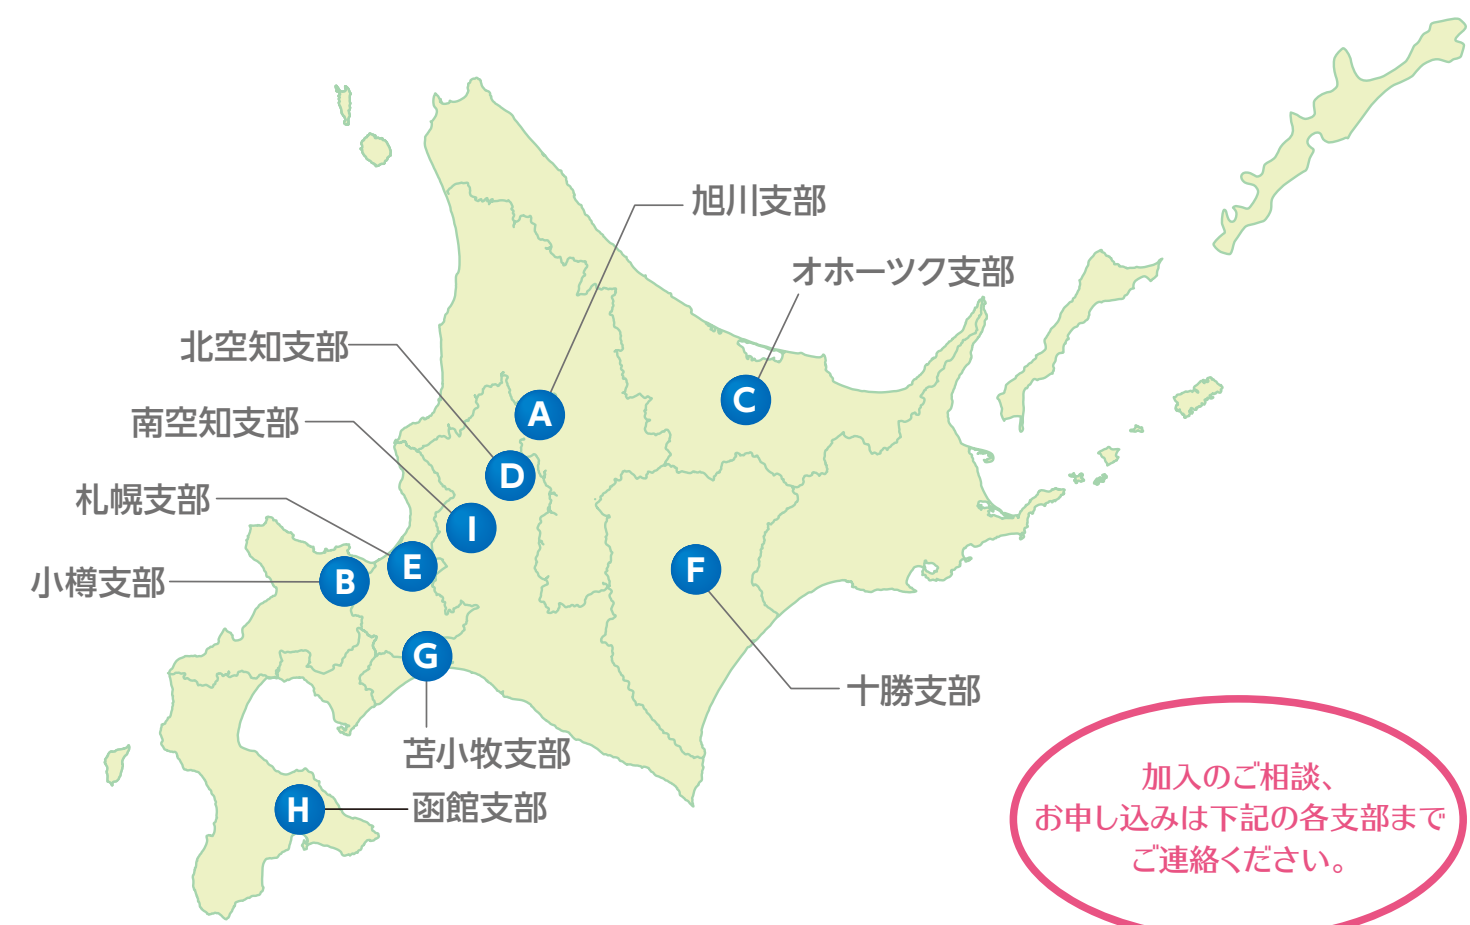 旭川支部
オホーツク支部
北空知支部
A
C
南空知支部
D
札幌支部
I
E
F
小樽支部
B
G
十勝支部
苫小牧支部
H
函館支部
加入のご相談、
お申し込みは下記の各支部まで
ご連絡ください。